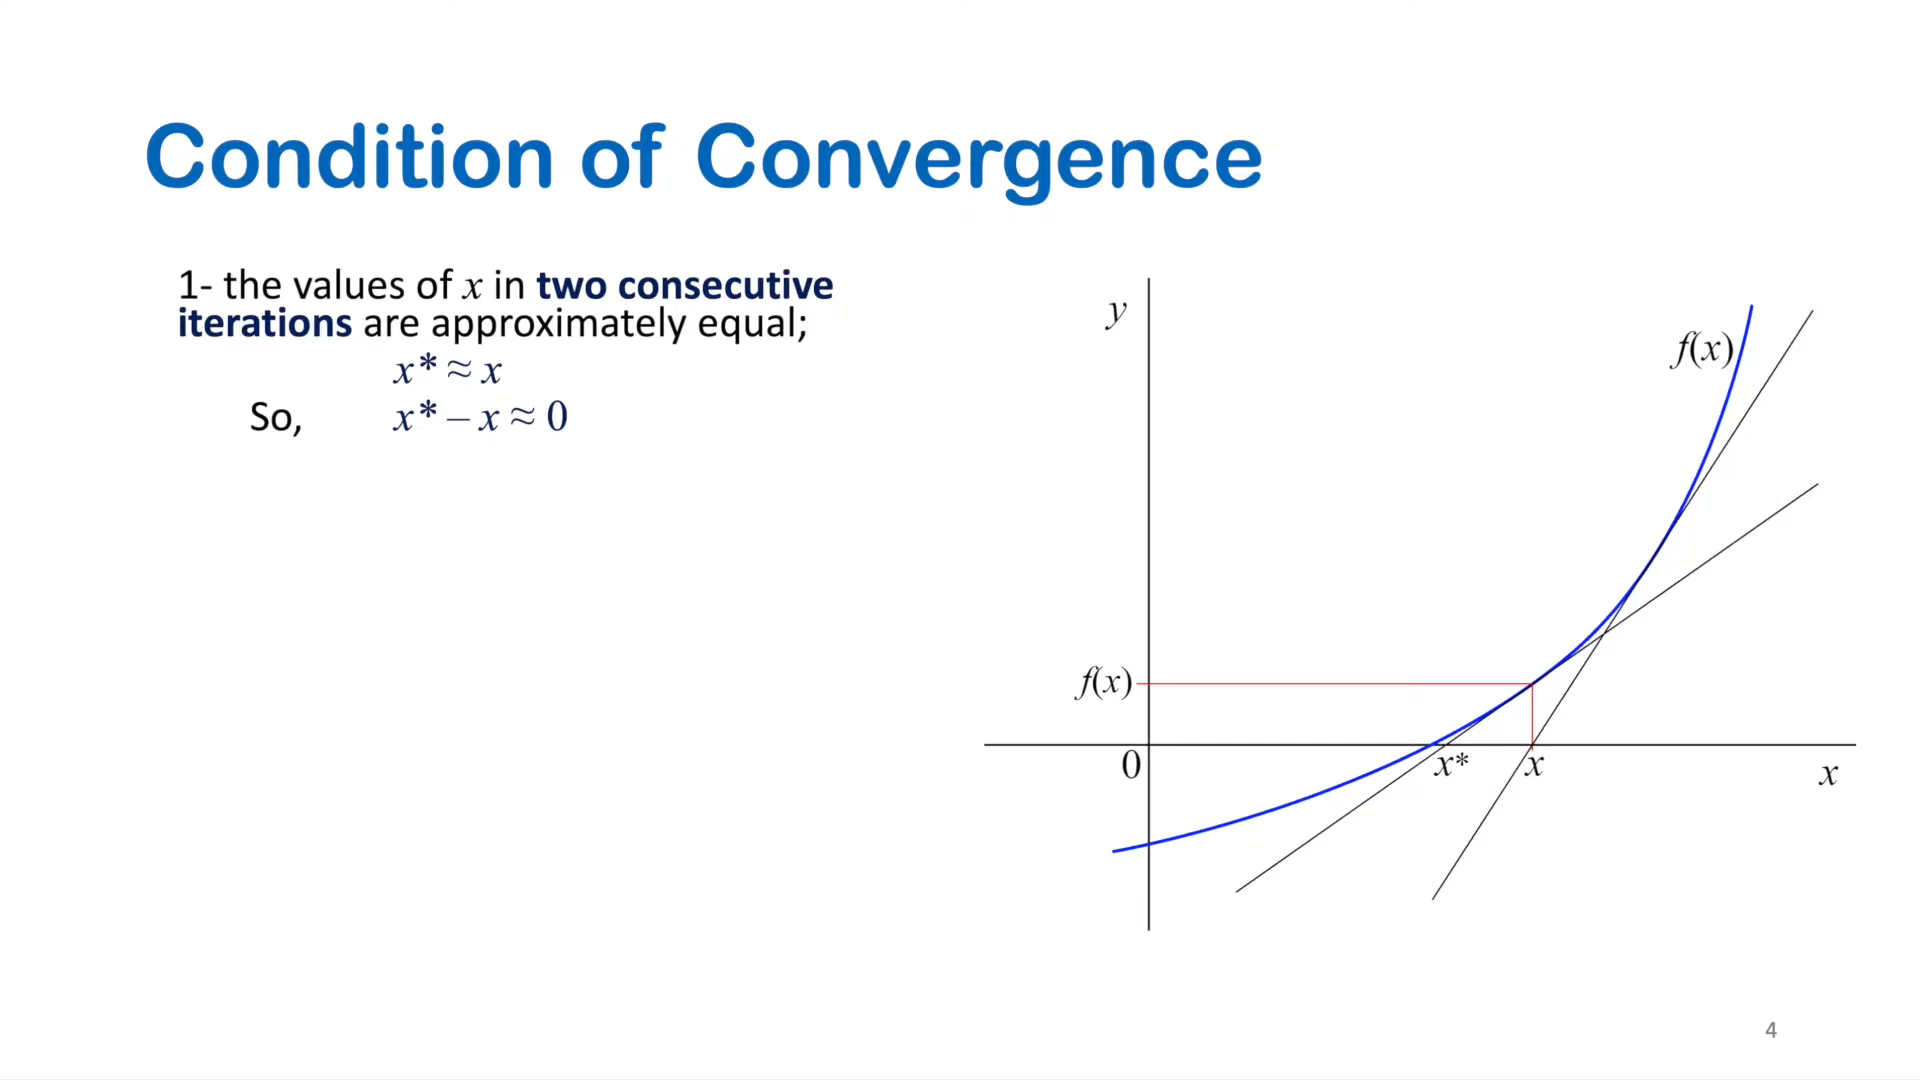 Condition of Convergence
1- the values of x in two consecutive
iterations are approximately equal;
x* ≈ x
So, x* – x ≈ 0
y
f(x)
f(x)
0
x*
x
x
4